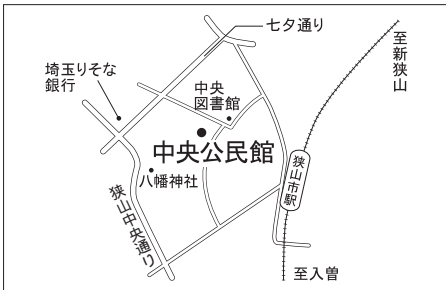 七夕通り
至新狭山
埼玉りそな
銀行
中央
図書館
中央公民館
八幡神社
狭山市駅
狭山中央通り
至入曽